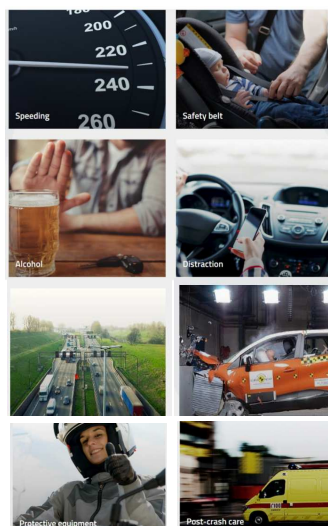 180
200
220
240
260
Speeding
Safety belt
Alcohol
Distraction
Protective equipment
Post-crash care